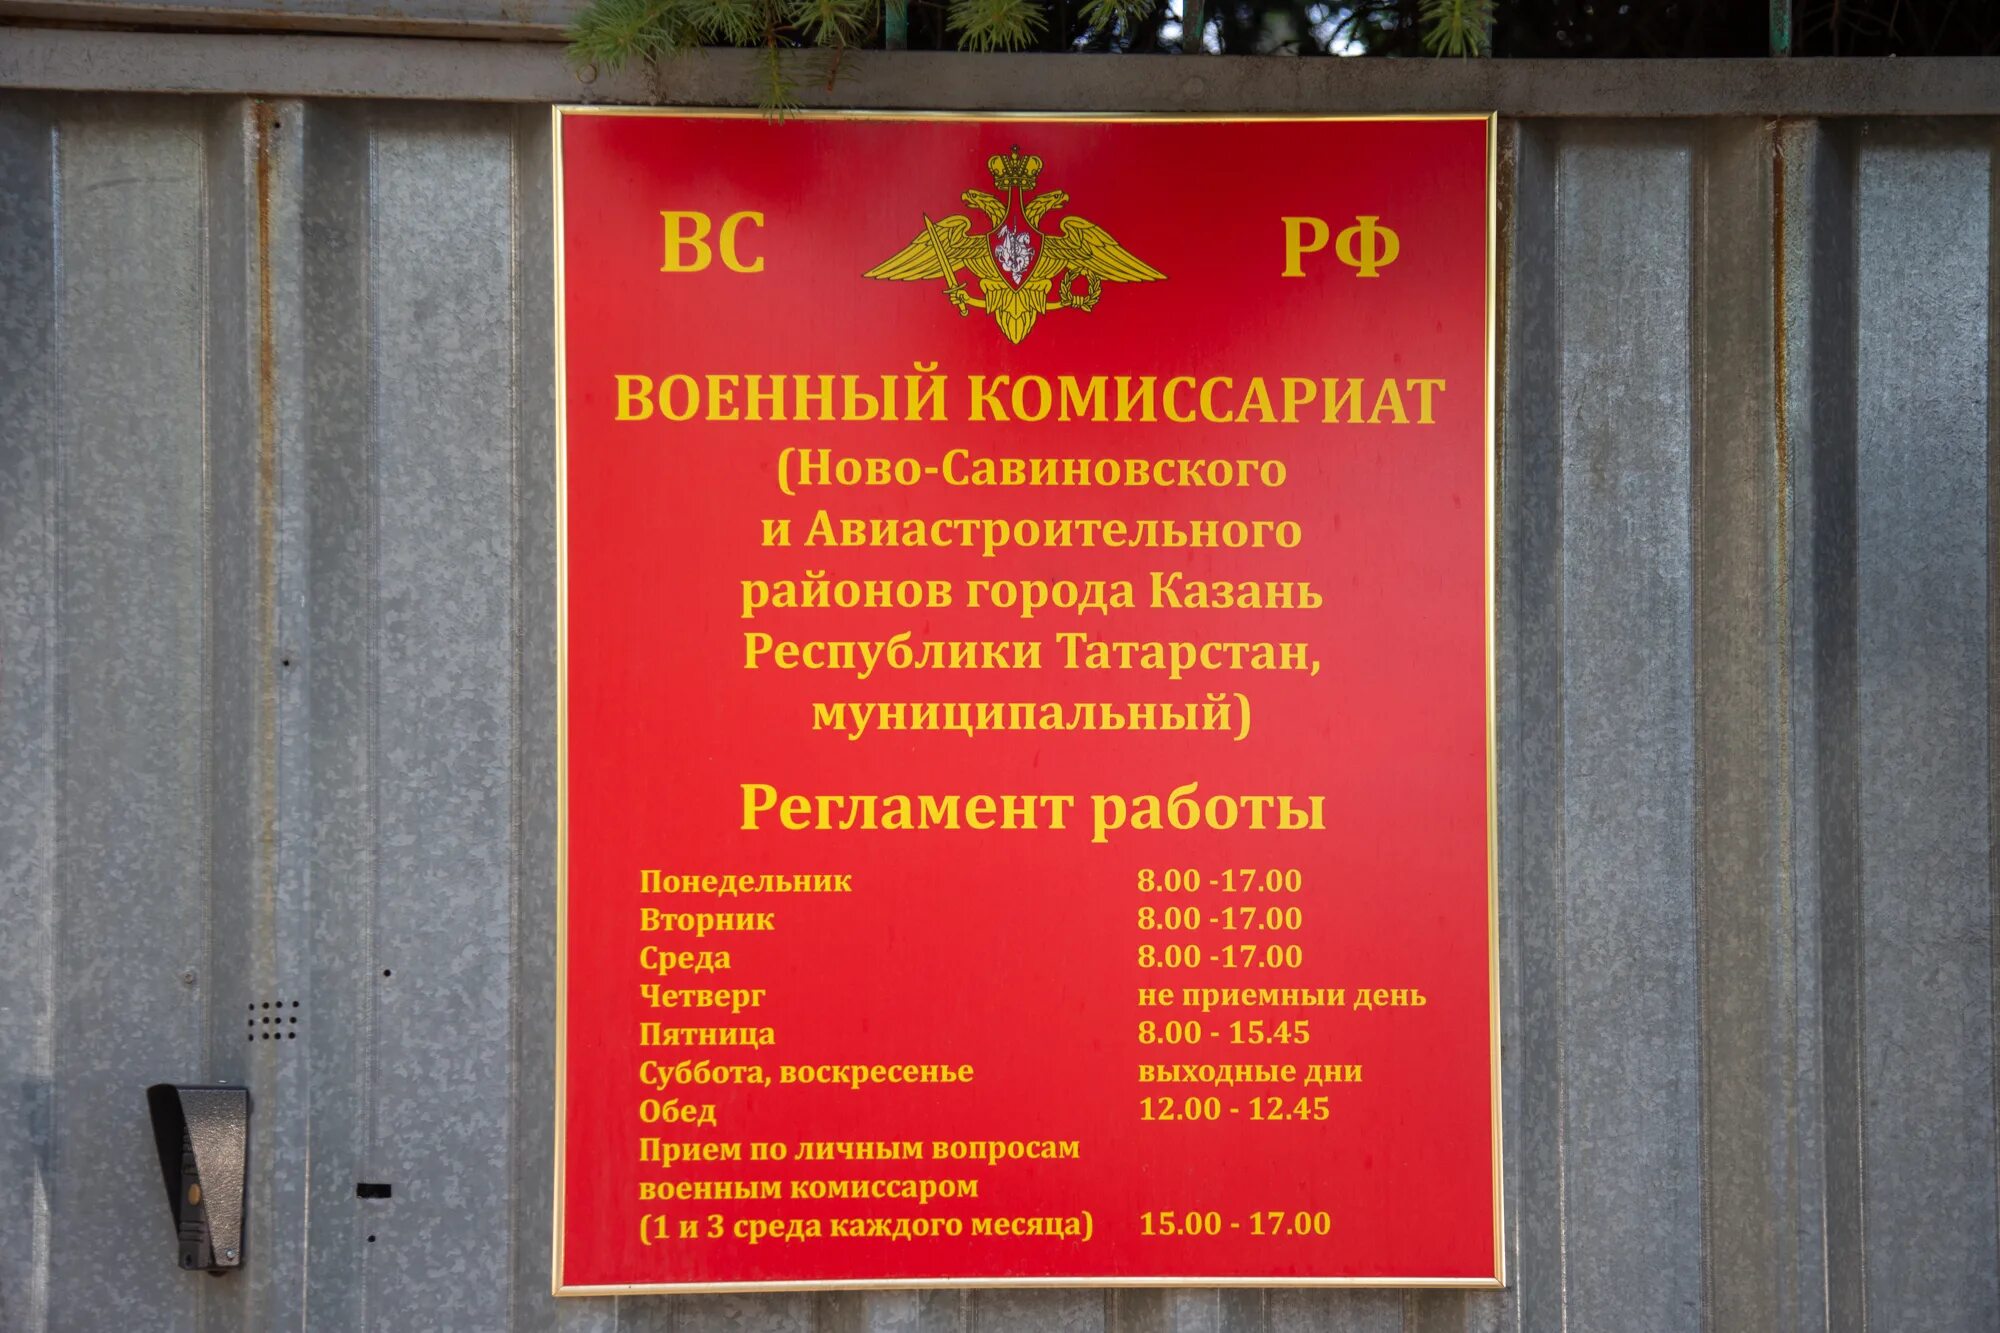 ВС РФ
ВОЕННЫЙ КОМИССАРИАТ
(Ново-Савиновского
и Авиастроительного
районов города Казань
Республики Татарстан,
муниципальный)
Регламент работы
Понедельник 8.00 -17.00
Вторник 8.00 -17.00
Среда 8.00 -17.00
Четверг не приемныи день
Пятница 8.00 - 15.45
Суббота, воскресенье выходные дни
Обед 12.00 - 12.45
Прием по личным вопросам
военным комиссаром
(1 и 3 среда каждого месяца) 15.00 - 17.00